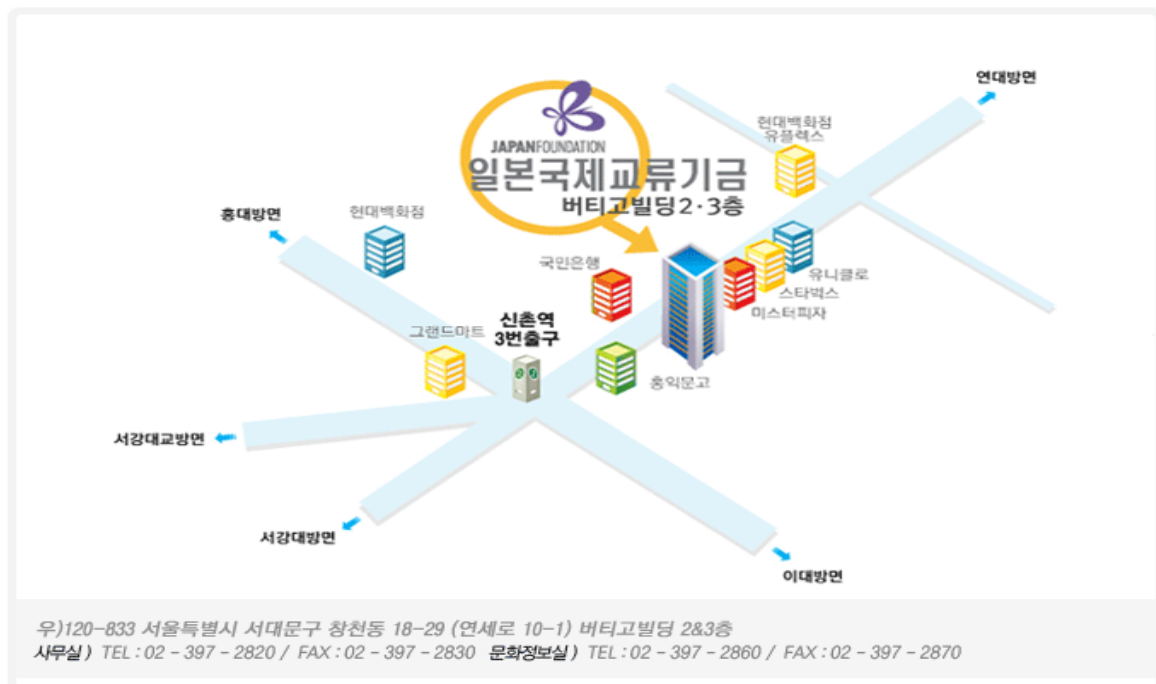 연대방면
현대백화점
유플렉스
JAPANFOUNDATION
일본국제교류기금
버티고빌딩2·3층
홍대방면
현대백화점
국민은행
유니클로
스타벅스
미스터피자
신촌역
3번출구
그랜드마트
홍익문고
서강대교방면
서강대방면
이대방면
우)120-833 서울특별시 서대문구 창천동 18-29 (연세로 10-1) 버티고빌딩 2&3층
사무실 ) TEL : 02 - 397 - 2820 / FAX : 02 - 397 - 2830 문화정보실 ) TEL : 02 - 397 - 2860 / FAX : 02 - 397 - 2870